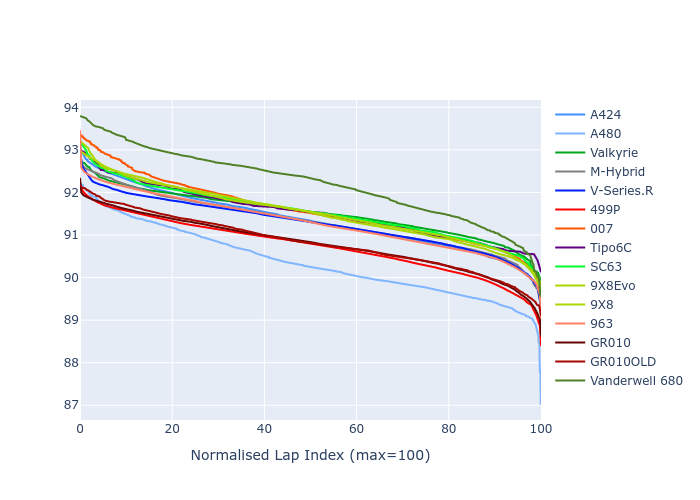 94
93
92
91
90
89
88
87
0
20
40
60
80
100
Normalised Lap Index (max=100)
A424
A480
Valkyrie
M-Hybrid
V-Series.R
499P
007
Tipo6C
SC63
9X8Evo
9X8
963
GR010
GR010OLD
Vanderwell 680